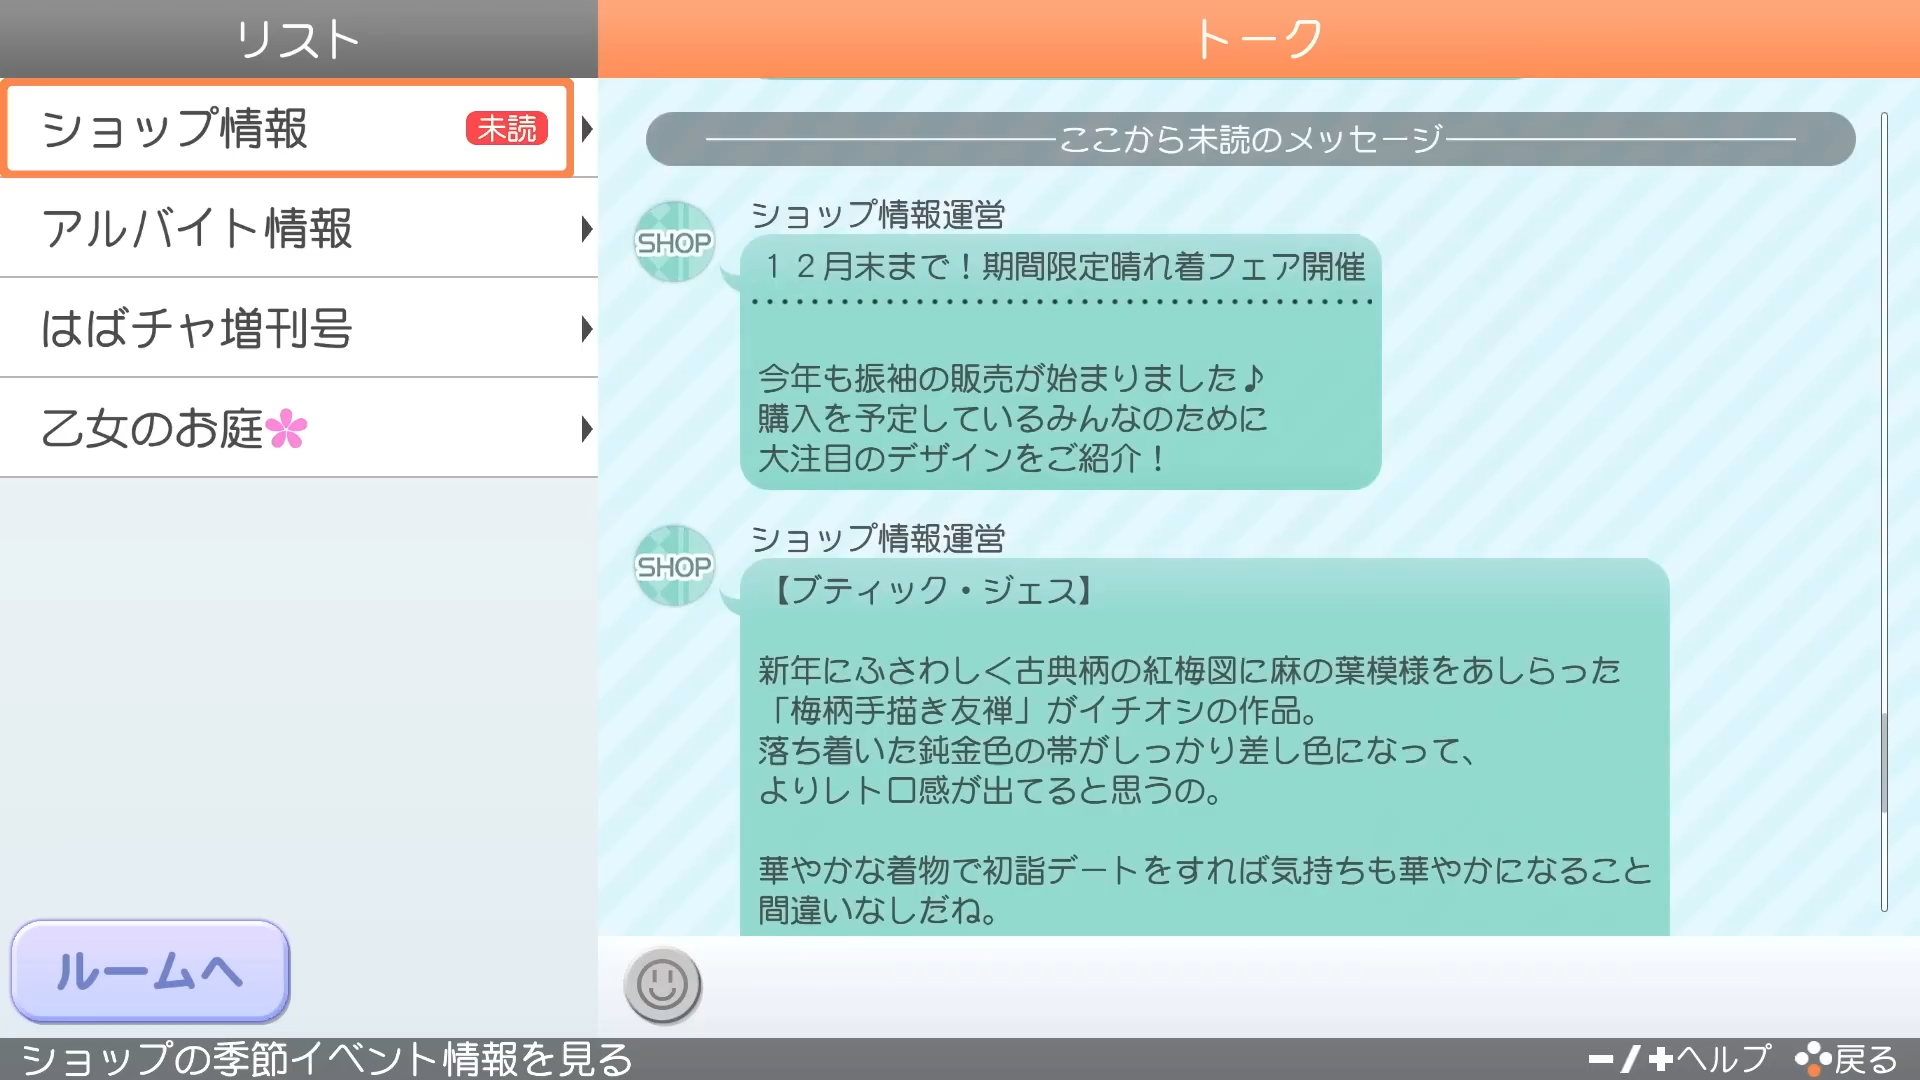 リスト
トーク
ショップ情報
未読
アルバイト情報
はばチャ増刊号
乙女のお庭
ルームへ
ここから未読のメッセージ
SHOP
ショップ情報運営
１２月末まで！期間限定晴れ着フェア開催
今年も振袖の販売が始まりました♪
購入を予定しているみんなのために
大注目のデザインをご紹介！
SHOP
ショップ情報運営
【ブティック・ジェス】
新年にふさわしく古典柄の紅梅図に麻の葉模様をあしらった
「梅柄手描き友禅」がイチオシの作品。
落ち着いた鈍金色の帯がしっかり差し色になって、
よりレトロ感が出てると思うの。
華やかな着物で初詣デートをすれば気持ちも華やかになること
間違いなしだね。
ショップの季節イベント情報を見る
−/+ヘルプ
戻る